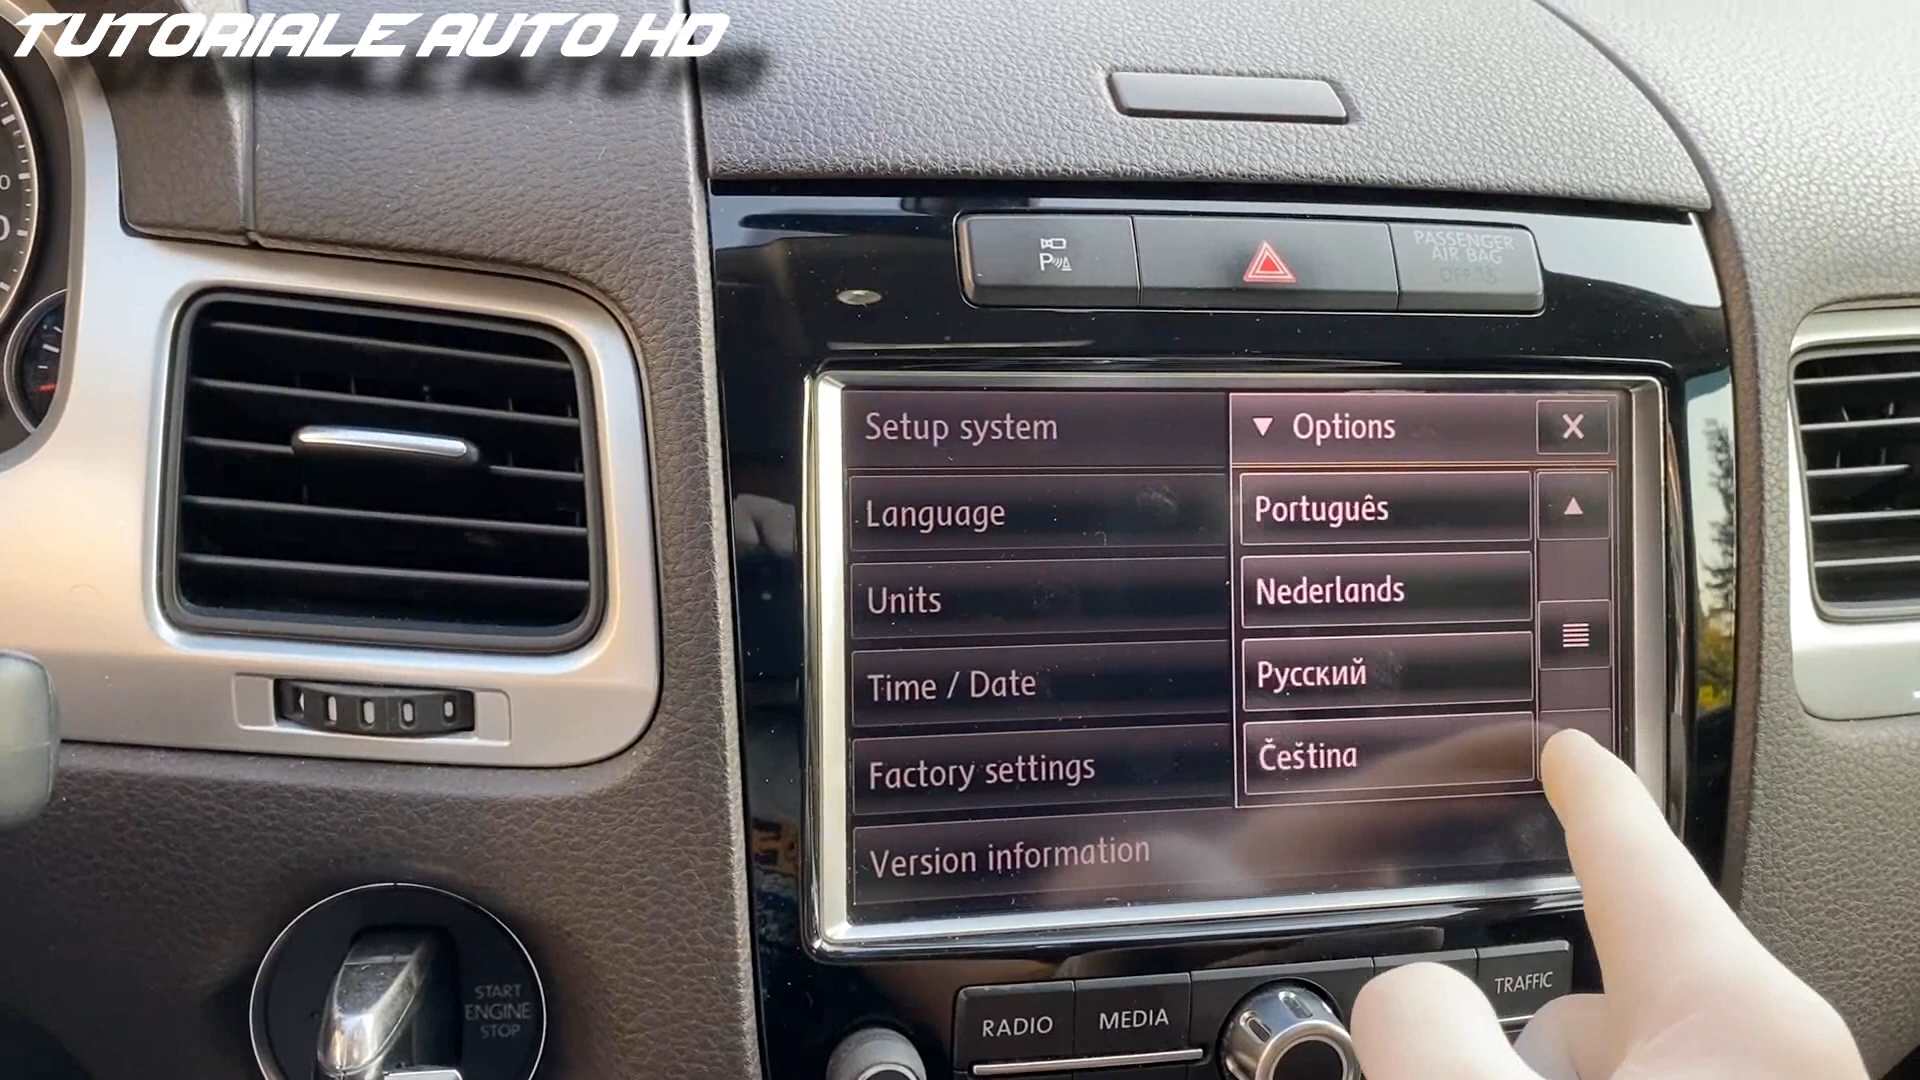 TUTORIALE AUTO HD
P
PASSENGER
AIR BAG
OFF
Setup system
Options
X
Language
Português
Units
Nederlands
Time / Date
Русский
Factory settings
Čeština
Version information
START
ENGINE
STOP
RADIO
MEDIA
TRAFFIC